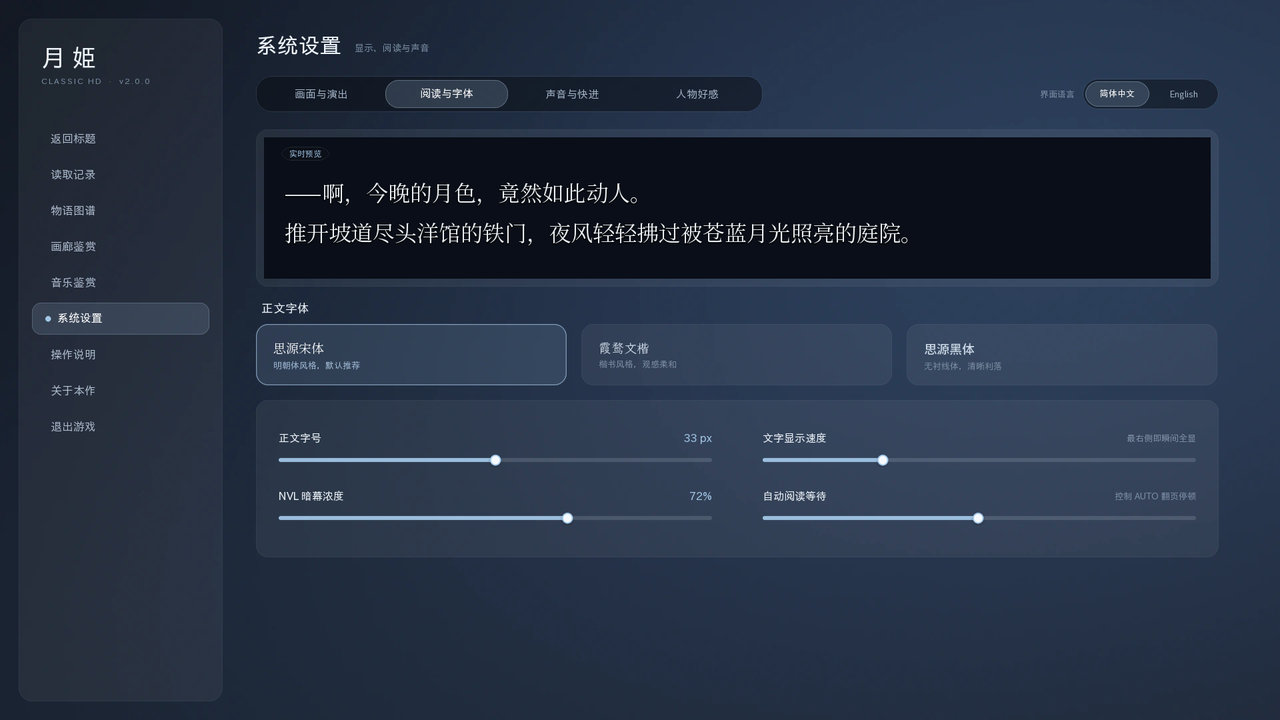 月姬
CLASSIC HD · v2.0.0
返回标题
读取记录
物语图谱
画廊鉴赏
音乐鉴赏
系统设置
操作说明
关于本作
退出游戏
系统设置 显示、阅读与声音
画面与演出 阅读与字体 声音与快进 人物好感
界面语言 简体中文 English
实时预览
——啊，今晚的月色，竟然如此动人。
推开坡道尽头洋馆的铁门，夜风轻轻拂过被苍蓝月光照亮的庭院。
正文字体
思源宋体
明朝体风格，默认推荐
霞鹜文楷
楷书风格，观感柔和
思源黑体
无衬线体，清晰利落
正文字号 33 px
文字显示速度 最右侧即瞬间全显
NVL 暗幕浓度 72%
自动阅读等待 控制 AUTO 翻页停顿